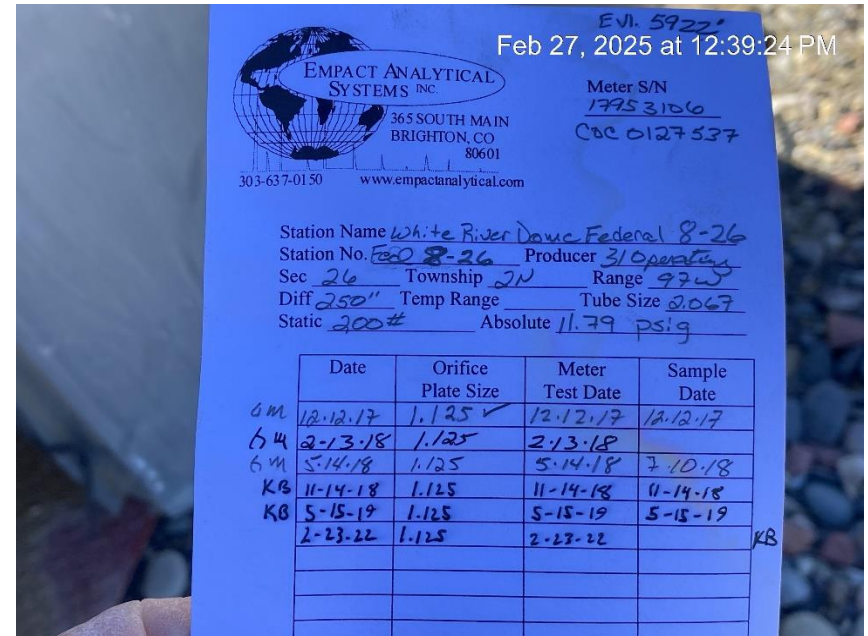 EVl. 5922'
Feb 27, 2025 at 12:39:24 PM
EMPACT ANALYTICAL
SYSTEMS INC.
365 SOUTH MAIN
BRIGHTON, CO
80601
303-637-0150 www.empactanalytical.com
Meter S/N
17953106
CDC 0127537
Station Name White River Dome Federal 8-26
Station No. Fed 8-26 Producer 31 Operating
Sec 26 Township 2N Range 97W
Diff 250" Temp Range Tube Size 2.067
Static 200# Absolute 11.79 psig
Date Orifice Plate Size Meter Test Date Sample Date
GM 12.12.17 1.125 ✓ 12.12.17 12.12.17
GM 2-13-18 1.125 2.13.18
GM 5.14.18 1.125 5.14.18 7.10.18
KB 11-14-18 1.125 11-14-18 11-14-18
KB 5-15-19 1.125 5-15-19 5-15-19
2-23-22 1.125 2-23-22 KB